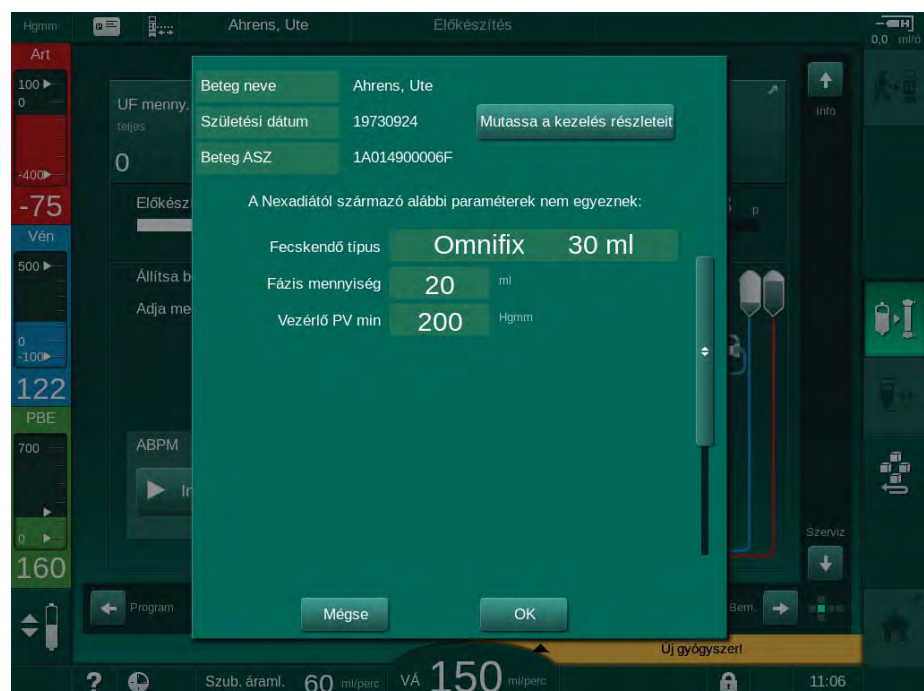 Hgmm
Ahrens, Ute
Előkészítés
0,0 ml/ó
Art
100
0
-400
-75
Vén
500
0
-100
122
PBE
700
0
160
UF menny.
teljes
0
Előkész
Állítsa b
Adja me
ABPM
Beteg neve Ahrens, Ute
Születési dátum 19730924 Mutassa a kezelés részleteit
Beteg ASZ 1A014900006F
A Nexadiától származó alábbi paraméterek nem egyeznek:
Fecskendő típus Omnifix 30 ml
Fázis mennyiség 20 ml
Vezérlő PV min 200 Hgmm
Mégse OK
p
Info
Szerviz
Program
Bem.
Új gyógyszer!
? Szub. áraml. 60 ml/perc VÁ 150 ml/perc 11:06